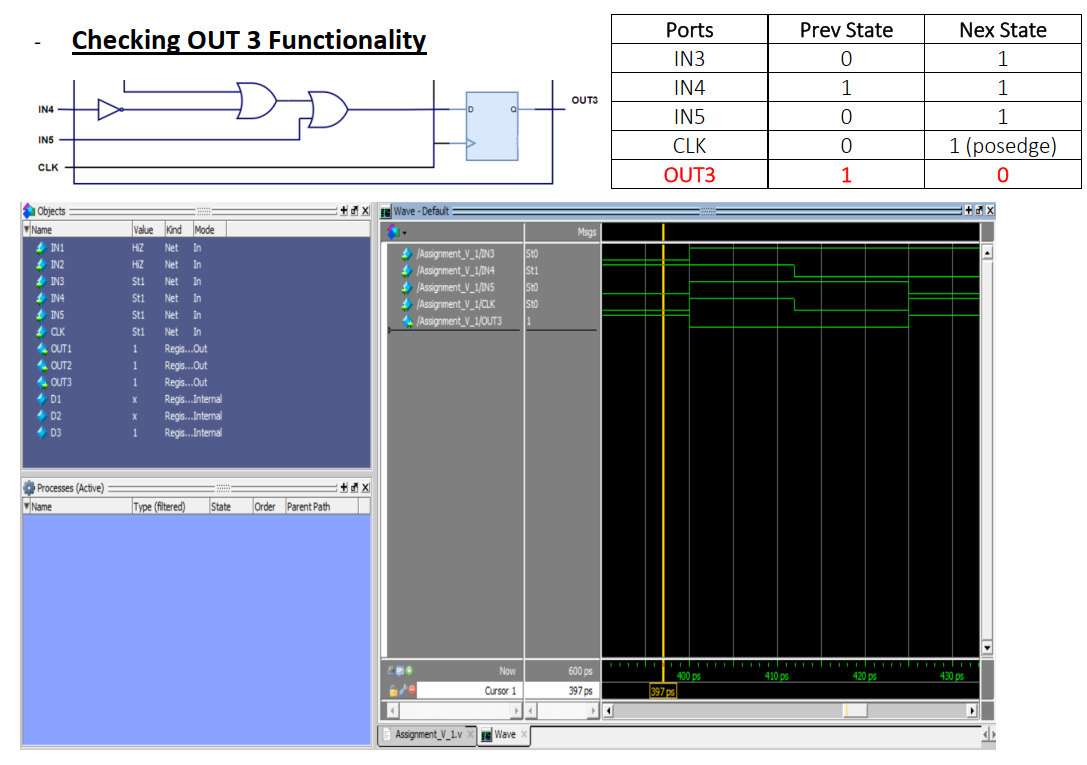 - Checking OUT 3 Functionality
Ports Prev State Nex State
IN3 0 1
IN4 1 1
IN5 0 1
CLK 0 1 (posedge)
OUT3 1 0
IN4
IN5
CLK
D Q
OUT3
Objects
Name Value Kind Mode
IN1 HiZ Net In
IN2 HiZ Net In
IN3 St1 Net In
IN4 St1 Net In
IN5 St1 Net In
CLK St1 Net In
OUT1 1 Regis...Out
OUT2 1 Regis...Out
OUT3 1 Regis...Out
D1 x Regis...Internal
D2 x Regis...Internal
D3 1 Regis...Internal
Processes (Active)
Name Type (filtered) State Order Parent Path
Wave - Default
Msgs
/Assignment_V_1/IN3 St0
/Assignment_V_1/IN4 St1
/Assignment_V_1/IN5 St0
/Assignment_V_1/CLK St0
/Assignment_V_1/OUT3 1
Now 600 ps
Cursor 1 397 ps
400 ps 410 ps 420 ps 430 ps
397 ps
Assignment_V_1.v Wave